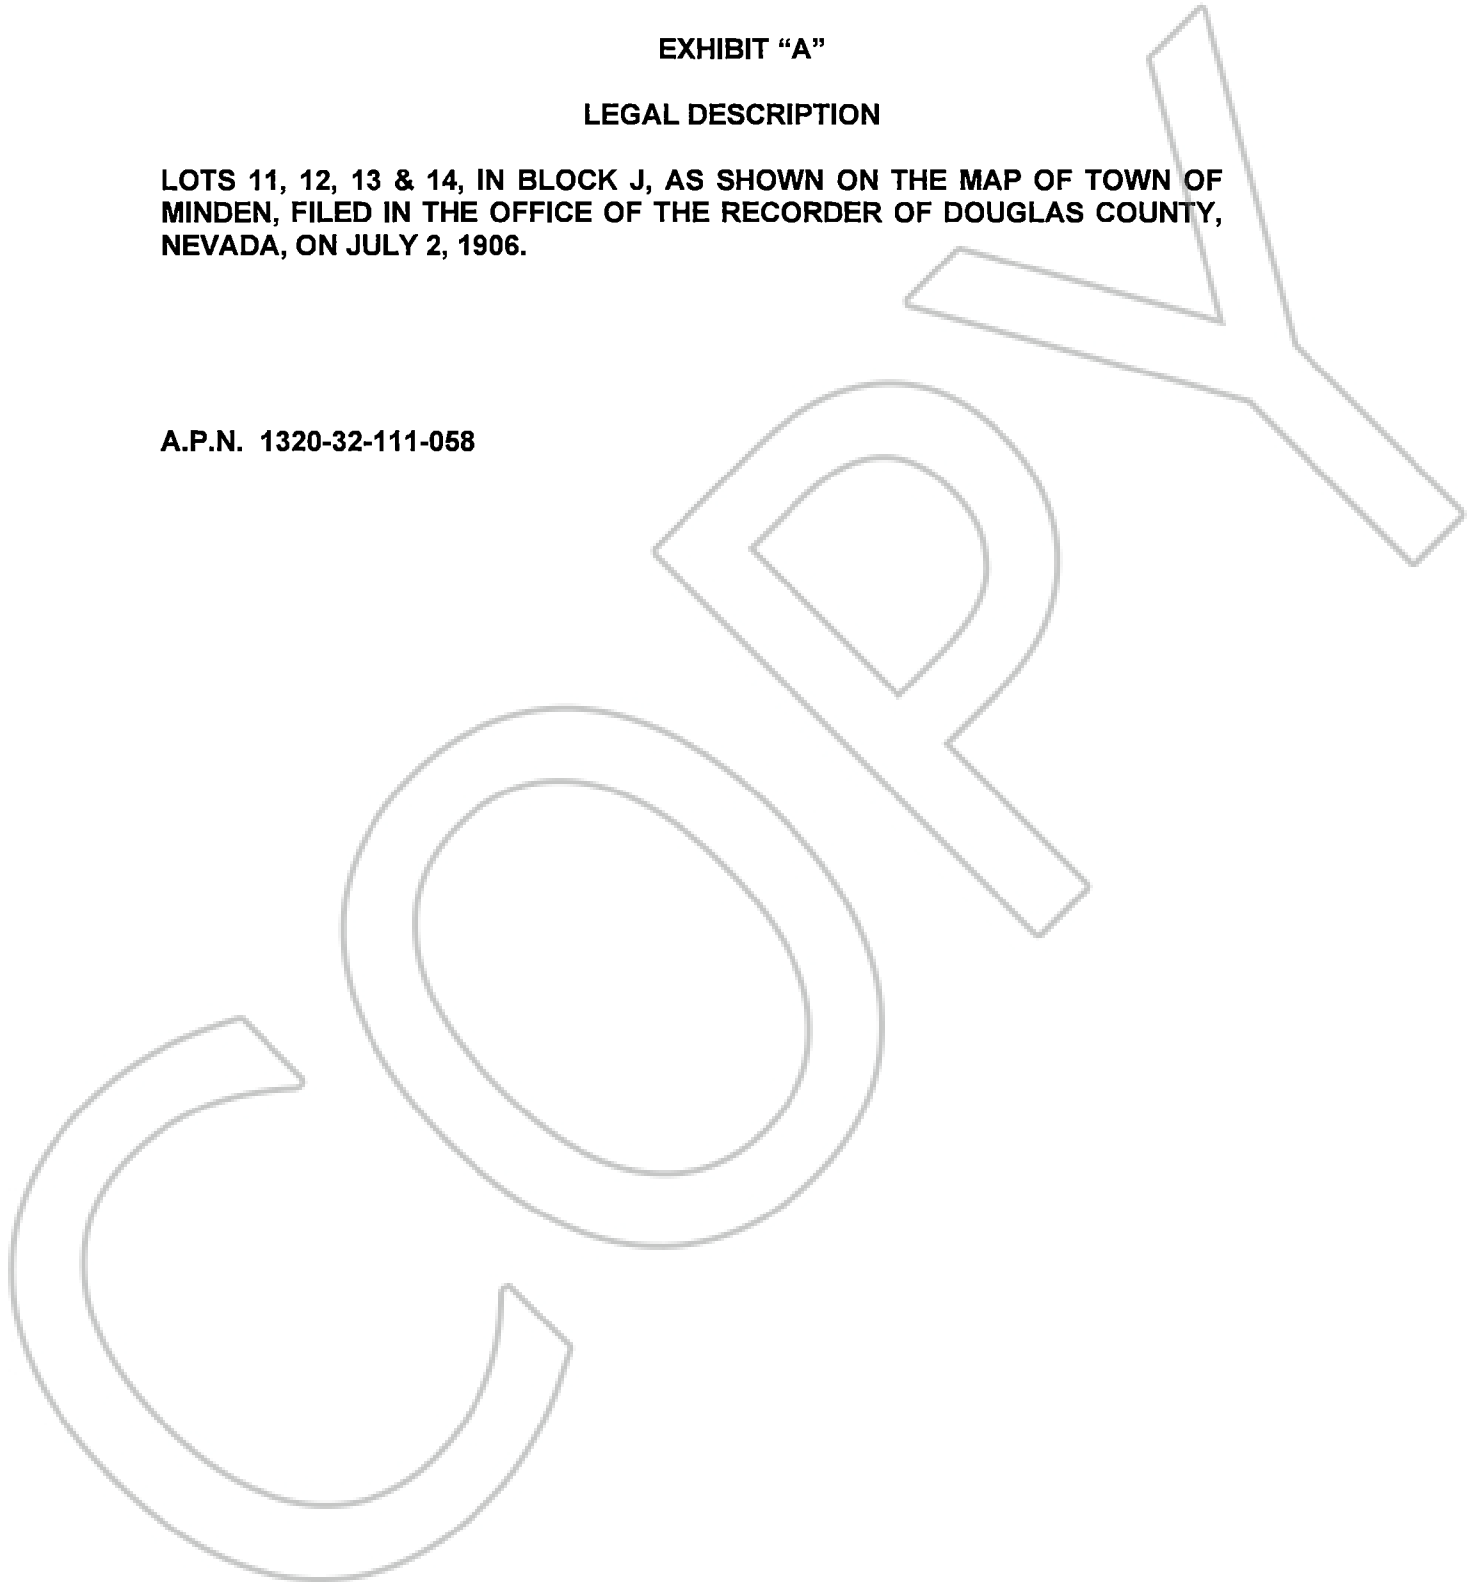 EXHIBIT “A”
LEGAL DESCRIPTION
LOTS 11, 12, 13 & 14, IN BLOCK J, AS SHOWN ON THE MAP OF TOWN OF
MINDEN, FILED IN THE OFFICE OF THE RECORDER OF DOUGLAS COUNTY,
NEVADA, ON JULY 2, 1906.
A.P.N. 1320-32-111-058
COPY